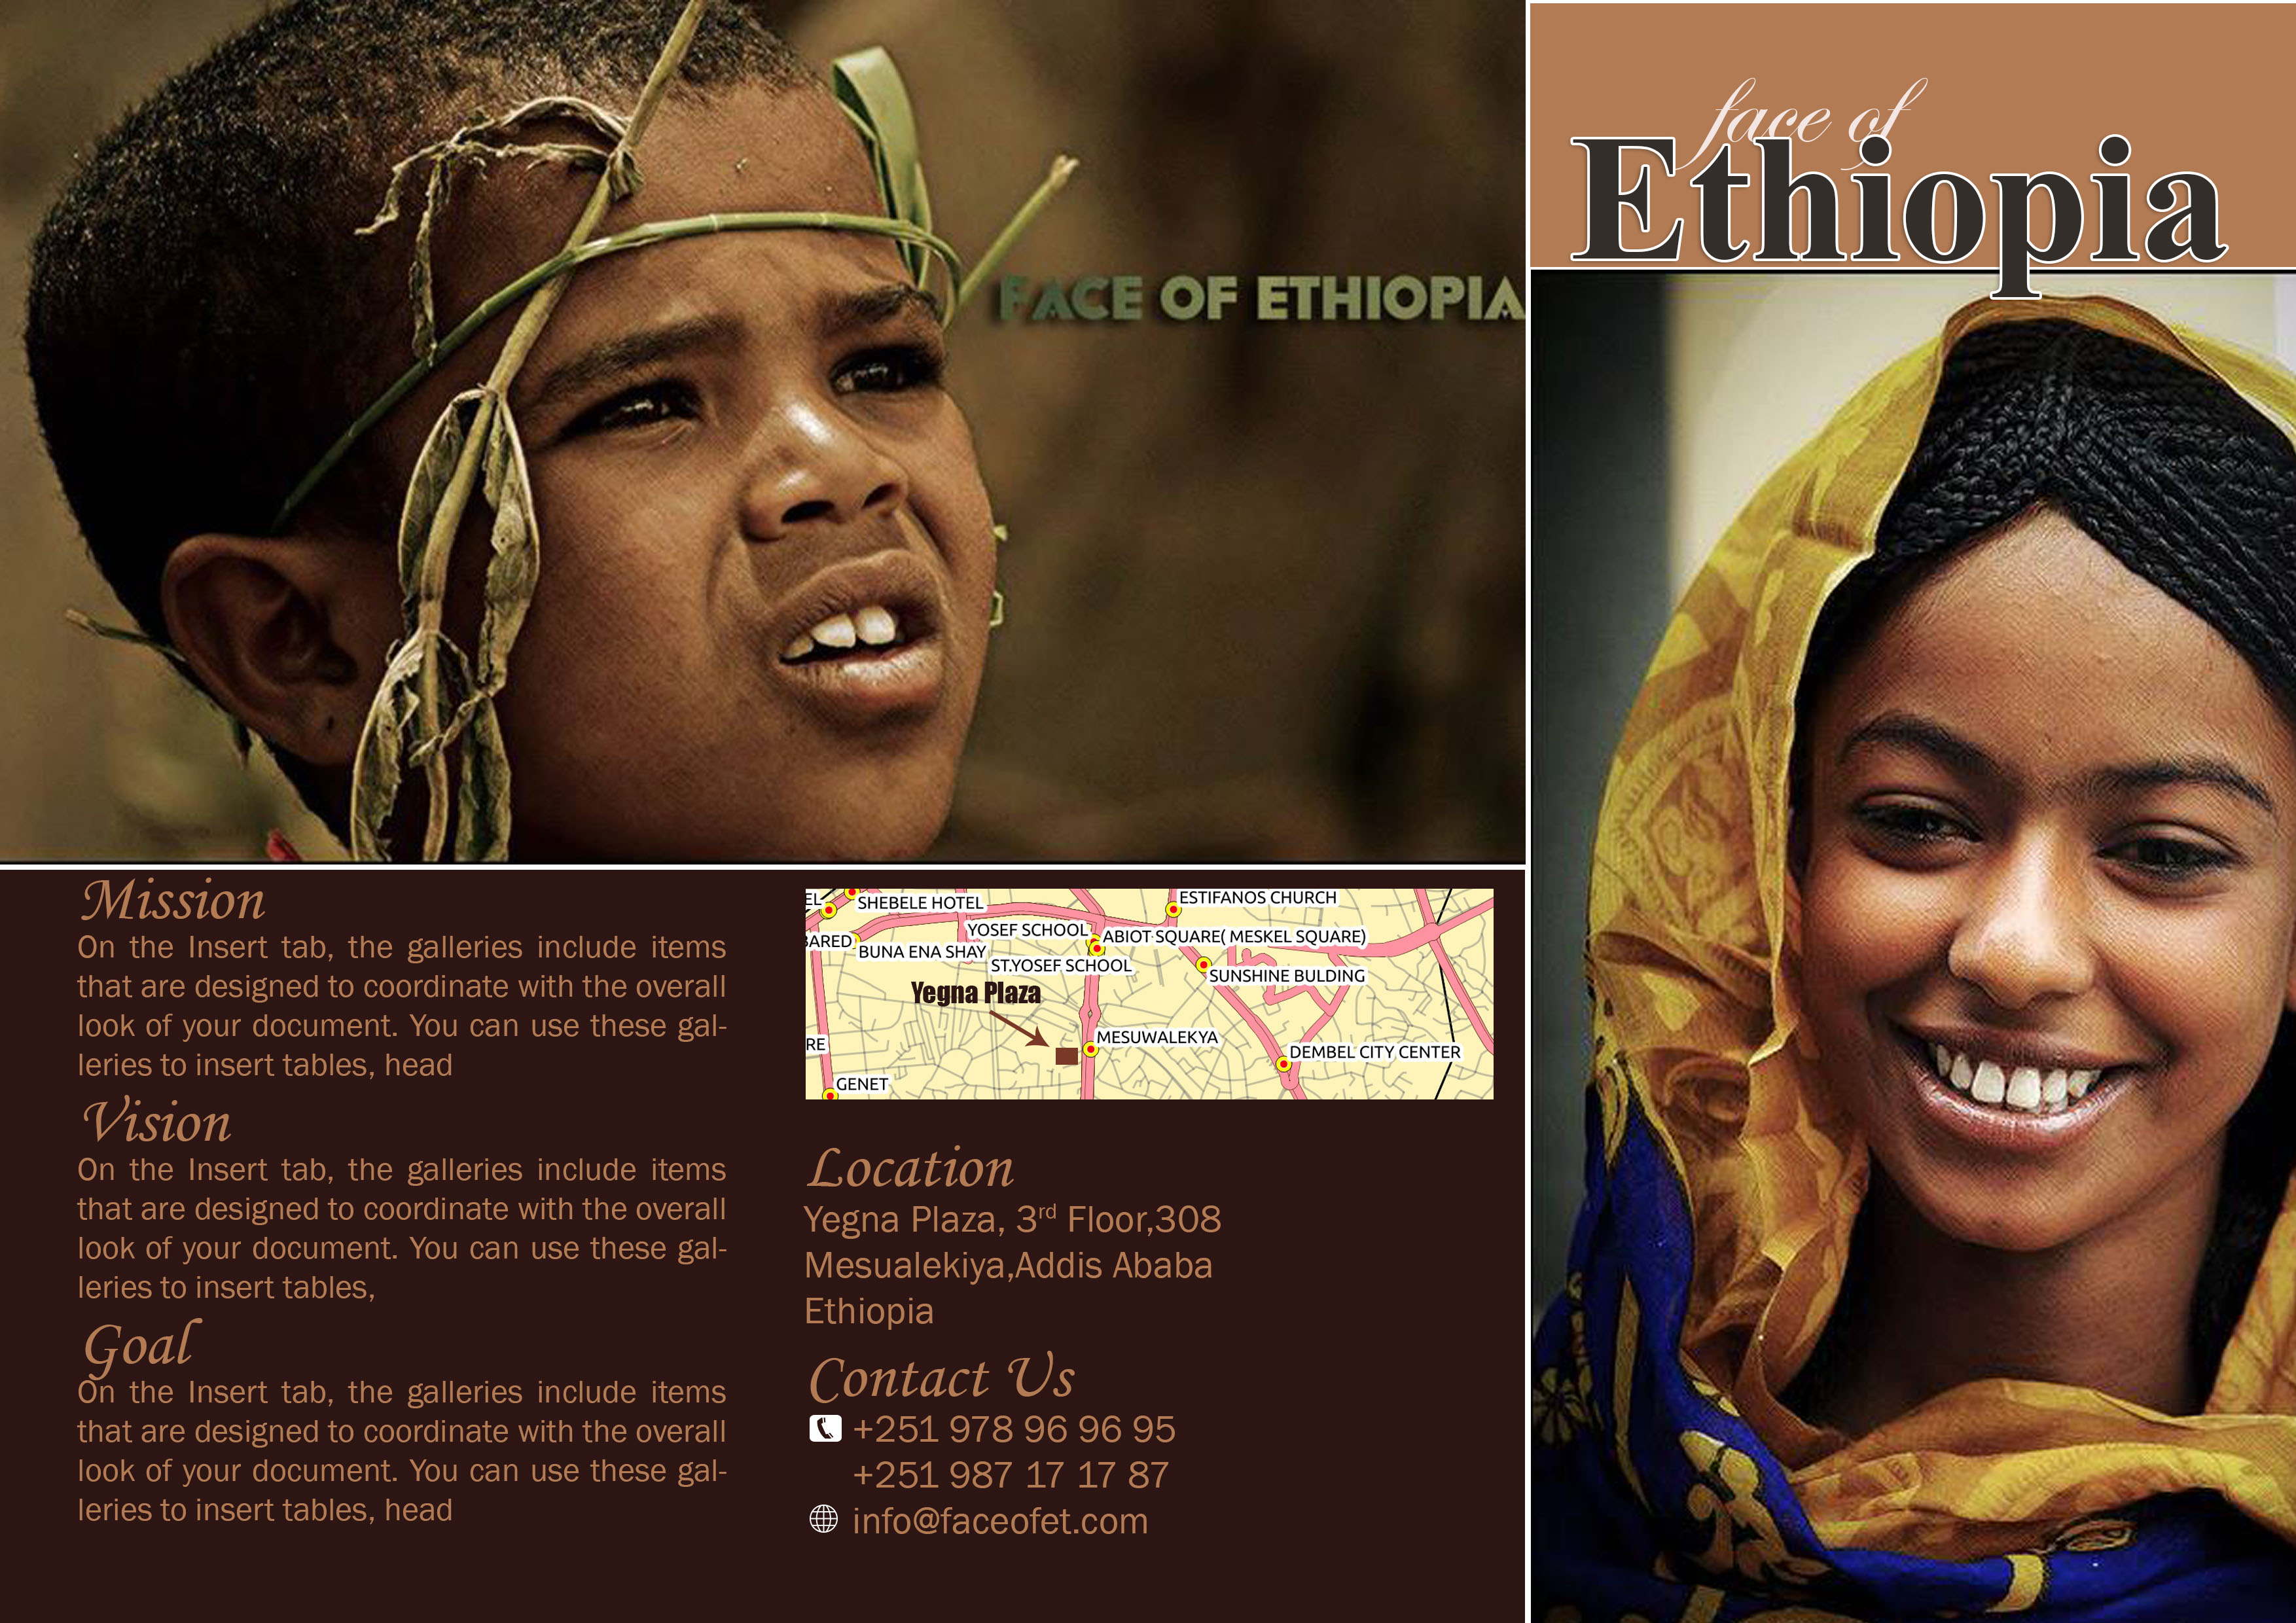 face of
Ethiopia
FACE OF ETHIOPIA
Mission
On the Insert tab, the galleries include items
that are designed to coordinate with the overall
look of your document. You can use these gal-
leries to insert tables, head
Vision
On the Insert tab, the galleries include items
that are designed to coordinate with the overall
look of your document. You can use these gal-
leries to insert tables,
Goal
On the Insert tab, the galleries include items
that are designed to coordinate with the overall
look of your document. You can use these gal-
leries to insert tables, head
EL
SHEBELE HOTEL
ESTIFANOS CHURCH
YOSEF SCHOOL
ABIOT SQUARE( MESKEL SQUARE)
BARED
BUNA ENA SHAY
ST.YOSEF SCHOOL
SUNSHINE BULDING
Yegna Plaza
RE
MESUWALEKYA
DEMBEL CITY CENTER
GENET
Location
Yegna Plaza, 3rd Floor,308
Mesualekiya,Addis Ababa
Ethiopia
Contact Us
+251 978 96 96 95
+251 987 17 17 87
info@faceofet.com